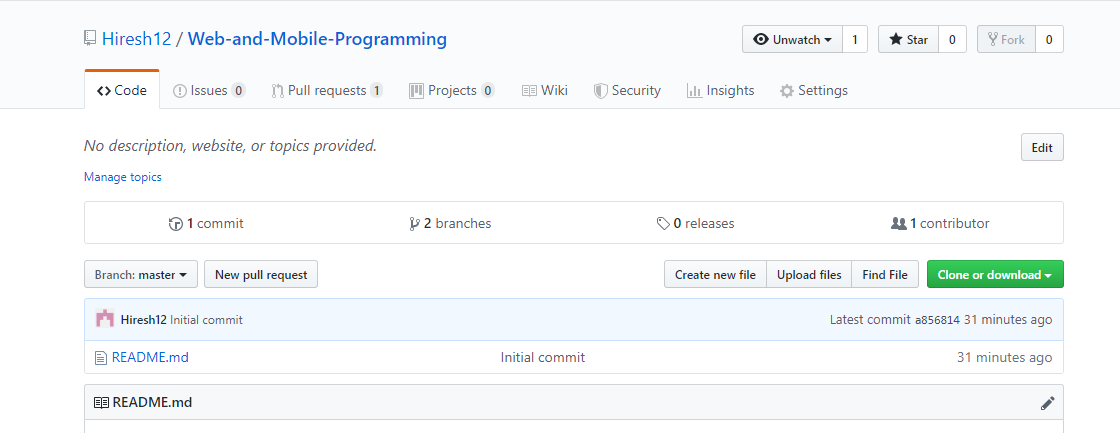 Hiresh12 / Web-and-Mobile-Programming Unwatch 1 Star 0 Fork 0
Code Issues 0 Pull requests 1 Projects 0 Wiki Security Insights Settings
No description, website, or topics provided. Edit
Manage topics
1 commit 2 branches 0 releases 1 contributor
Branch: master New pull request Create new file Upload files Find File Clone or download
Hiresh12 Initial commit Latest commit a856814 31 minutes ago
README.md Initial commit 31 minutes ago
README.md